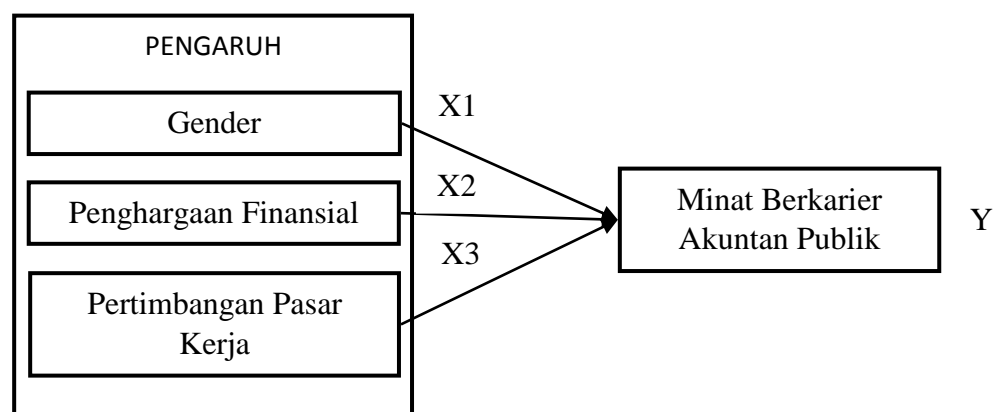 PENGARUH
Gender
X1
Penghargaan Finansial
X2
Pertimbangan Pasar
Kerja
X3
Minat Berkarier
Akuntan Publik
Y